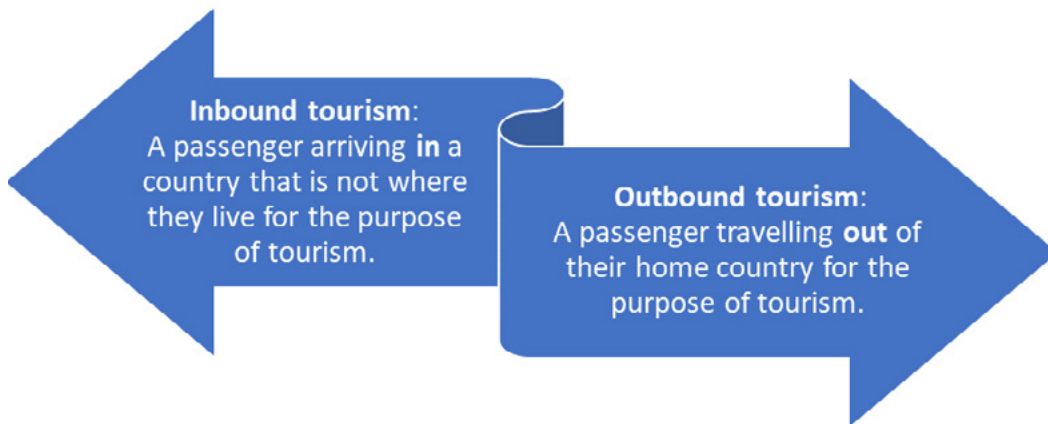 Inbound tourism:
A passenger arriving in a
country that is not where
they live for the purpose
of tourism.
Outbound tourism:
A passenger travelling out of
their home country for the
purpose of tourism.